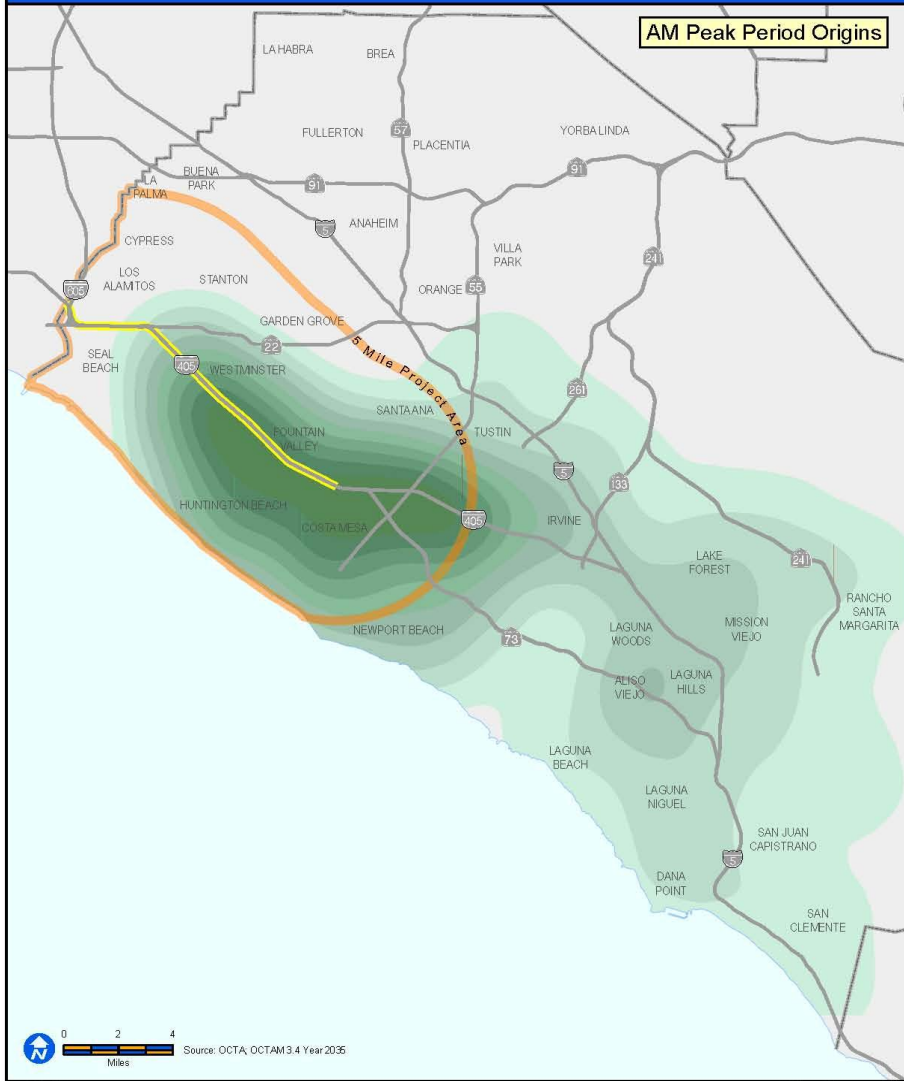 AM Peak Period Origins
LA HABRA
BREA
57
FULLERTON
PLACENTIA
YORBA LINDA
BUENA
PARK
91
91
LA
PALMA
5
ANAHEIM
CYPRESS
VILLA
PARK
241
LOS
ALAMITOS
605
STANTON
ORANGE
55
GARDEN GROVE
22
SEAL
BEACH
405
WESTMINSTER
5 Mile Project Area
261
SANTA ANA
TUSTIN
FOUNTAIN
VALLEY
5
133
HUNTINGTON BEACH
COSTA MESA
405
IRVINE
LAKE
FOREST
241
RANCHO
SANTA
MARGARITA
NEWPORT BEACH
73
LAGUNA
WOODS
MISSION
VIEJO
ALISO
VIEJO
LAGUNA
HILLS
LAGUNA
BEACH
LAGUNA
NIGUEL
SAN JUAN
CAPISTRANO
5
DANA
POINT
SAN
CLEMENTE
N
0 2 4
Miles
Source: OCTA; OCTAM 3.4 Year 2035